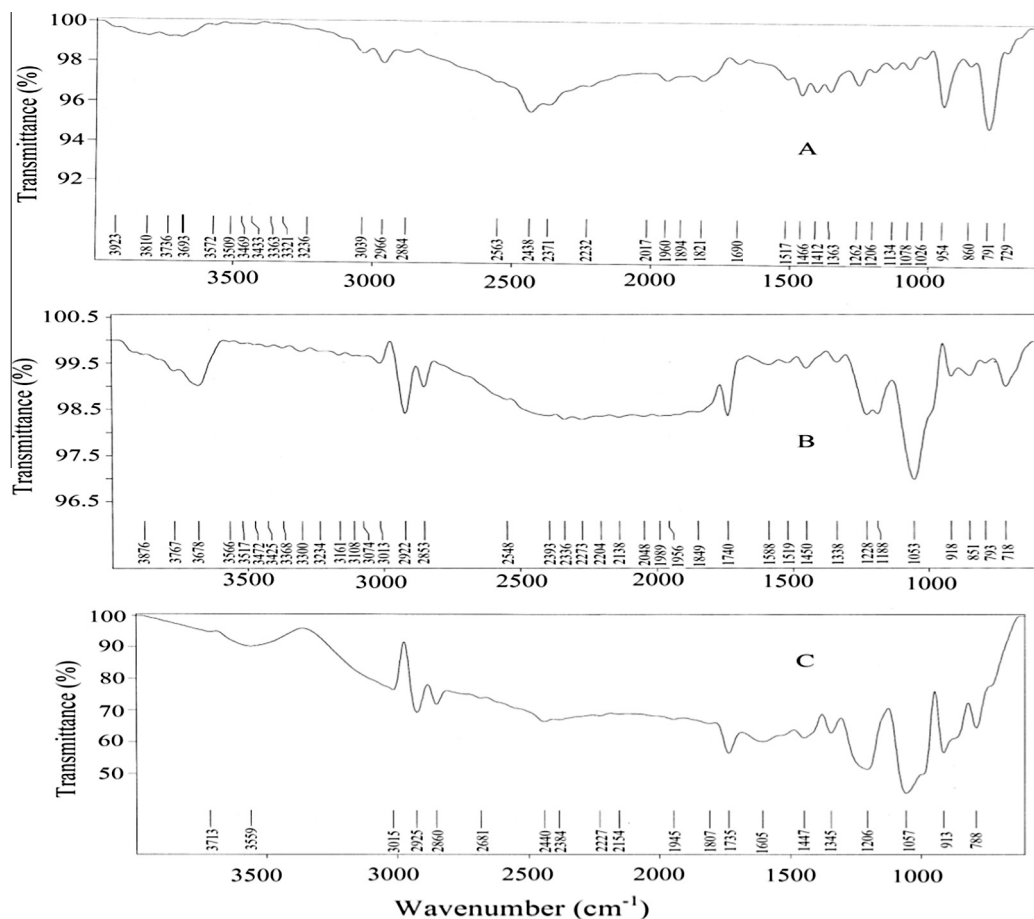 100
98
96
94
92
Transmittance (%)
A
3923 3810 3736 3693 3572 3509 3469 3433 3363 3321 3236 3039 2966 2884 2563 2438 2371 2232 2017 1960 1894 1821 1690 1517 1466 1412 1363 1262 1206 1134 1078 1026 954 860 791 729
3500 3000 2500 2000 1500 1000
100.5
99.5
98.5
97.5
96.5
Transmittance (%)
B
3876 3767 3678 3566 3517 3472 3425 3368 3300 3234 3161 3108 3074 3013 2922 2853 2548 2393 2336 2273 2204 2138 2048 1989 1956 1849 1740 1588 1519 1450 1338 1228 1188 1053 918 851 793 718
3500 3000 2500 2000 1500 1000
100
90
80
70
60
50
Transmittance (%)
C
3713 3559 3015 2925 2860 2681 2440 2384 2227 2154 1945 1807 1735 1605 1447 1345 1206 1057 913 788
3500 3000 2500 2000 1500 1000
Wavenumber (cm⁻¹)